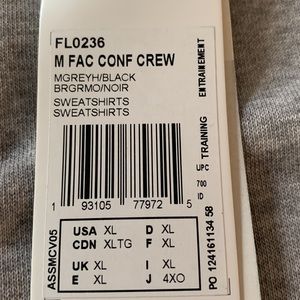 FL0236
M FAC CONF CREW
MGREYH/BLACK
BRGRMO/NOIR
SWEATSHIRTS
SWEATSHIRTS
1 93105 77972 5
USA XL D XL
CDN XLTG F XL
UK XL I XL
E XL J 4XO
ASSMCV05
TRAINING ENTRAINEMENT
UPC
700
ID
PO 124161134 58